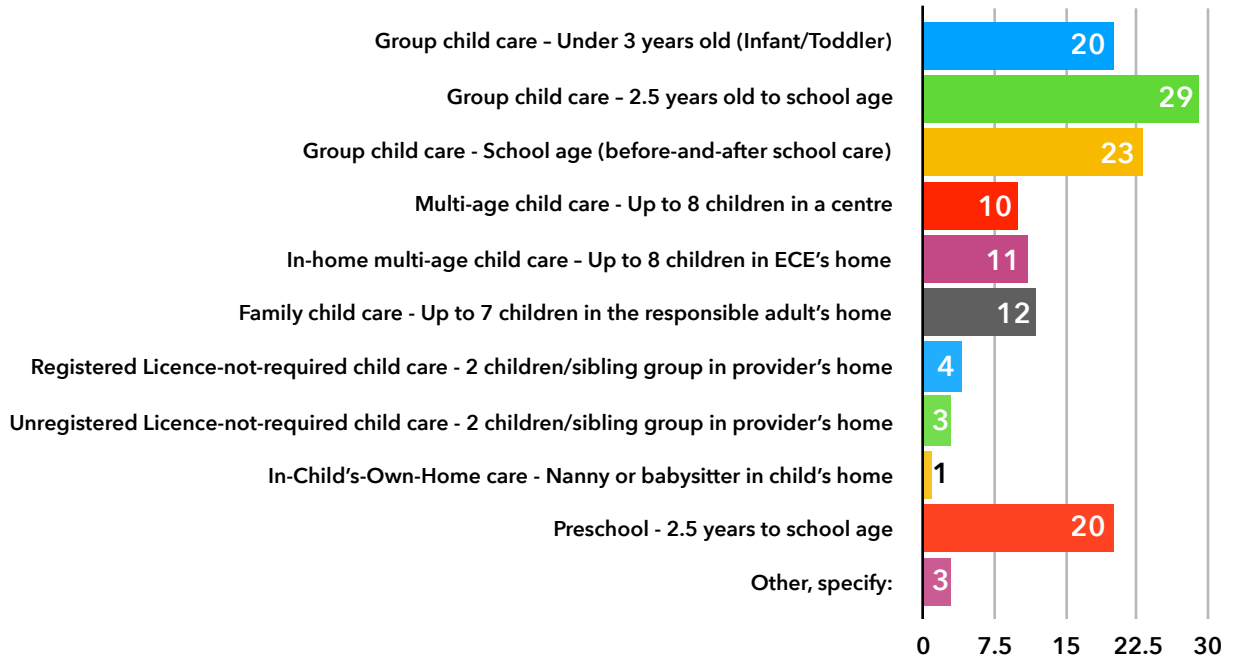 Group child care – Under 3 years old (Infant/Toddler) 20
Group child care – 2.5 years old to school age 29
Group child care - School age (before-and-after school care) 23
Multi-age child care - Up to 8 children in a centre 10
In-home multi-age child care – Up to 8 children in ECE’s home 11
Family child care - Up to 7 children in the responsible adult’s home 12
Registered Licence-not-required child care - 2 children/sibling group in provider’s home 4
Unregistered Licence-not-required child care - 2 children/sibling group in provider’s home 3
In-Child’s-Own-Home care - Nanny or babysitter in child’s home 1
Preschool - 2.5 years to school age 20
Other, specify: 3
0 7.5 15 22.5 30